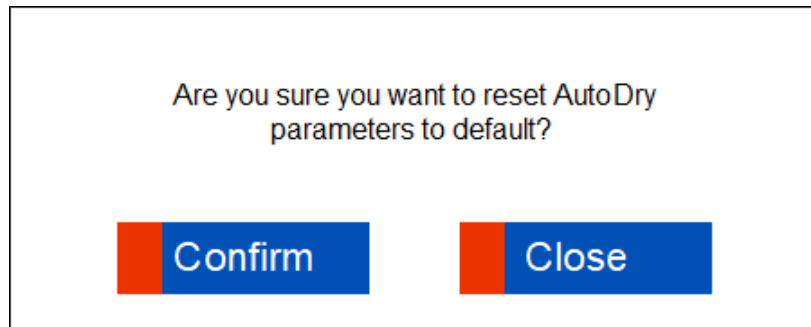 Are you sure you want to reset AutoDry
parameters to default?
Confirm
Close